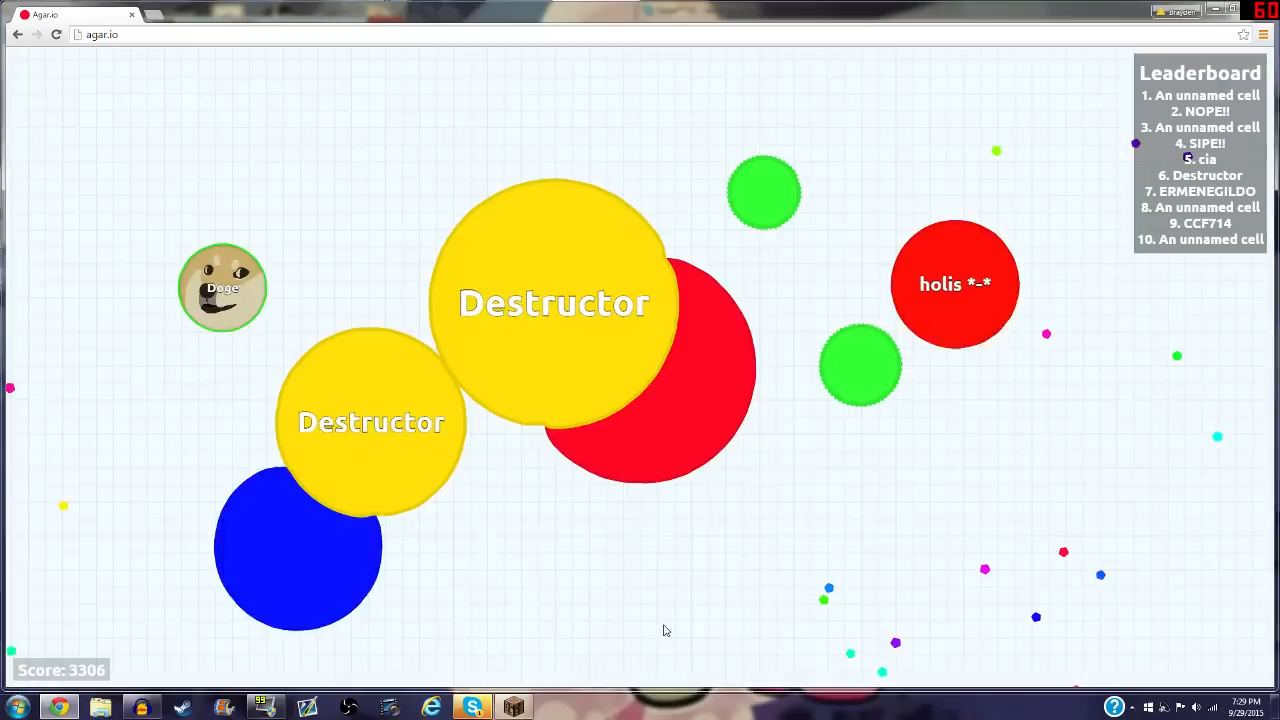 Agar.io
Brayden
60
agar.io
Leaderboard
1. An unnamed cell
2. NOPE!!
3. An unnamed cell
4. SIPE!!
5. cia
6. Destructor
7. ERMENEGILDO
8. An unnamed cell
9. CCF714
10. An unnamed cell
Doge
Destructor
holis *-*
Destructor
Score: 3306
99
7:29 PM
9/29/2015